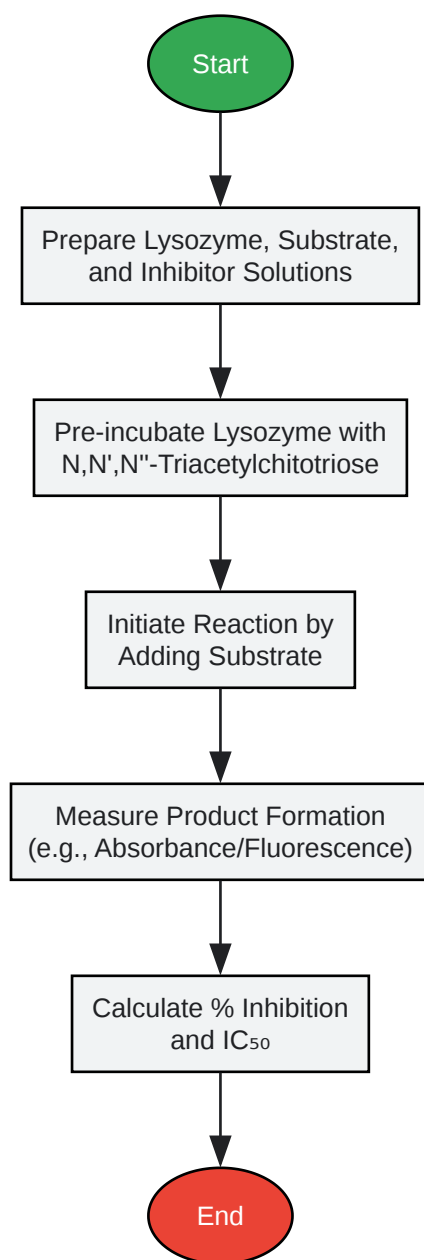 Start
Prepare Lysozyme, Substrate,
and Inhibitor Solutions
Pre-incubate Lysozyme with
N,N',N''-Triacetylchitotriose
Initiate Reaction by
Adding Substrate
Measure Product Formation
(e.g., Absorbance/Fluorescence)
Calculate % Inhibition
and IC₅₀
End